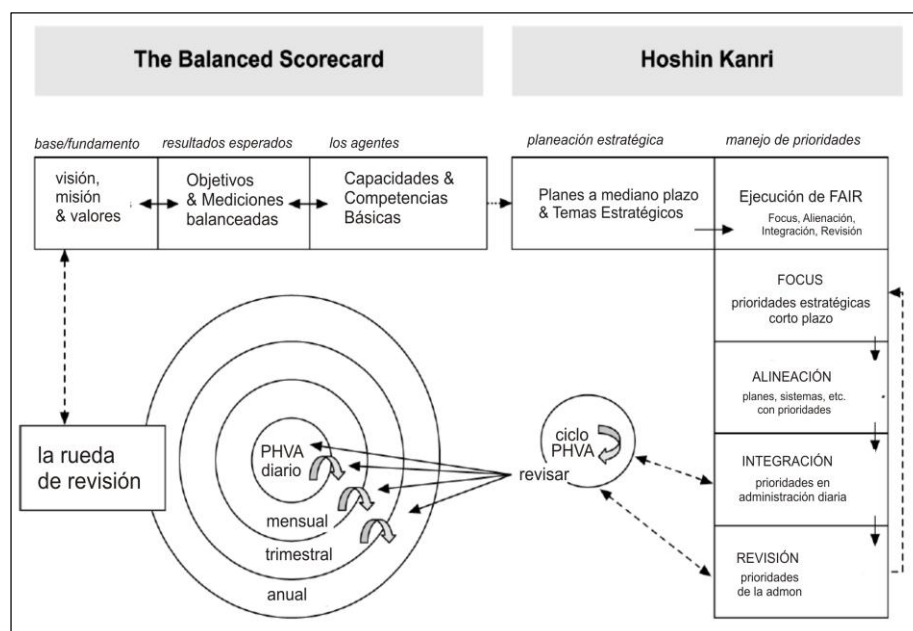 The Balanced Scorecard
Hoshin Kanri
base/fundamento
resultados esperados
los agentes
planeación estratégica
manejo de prioridades
visión,
misión
& valores
Objetivos
& Mediciones
balanceadas
Capacidades &
Competencias
Básicas
Planes a mediano plazo
& Temas Estratégicos
Ejecución de FAIR
Focus, Alienación,
Integración, Revisión
FOCUS
prioridades estratégicas
corto plazo
ALINEACIÓN
planes, sistemas, etc.
con prioridades
INTEGRACIÓN
prioridades en
administración diaria
REVISIÓN
prioridades
de la admon
la rueda
de revisión
PHVA
diario
mensual
trimestral
anual
ciclo
PHVA
revisar